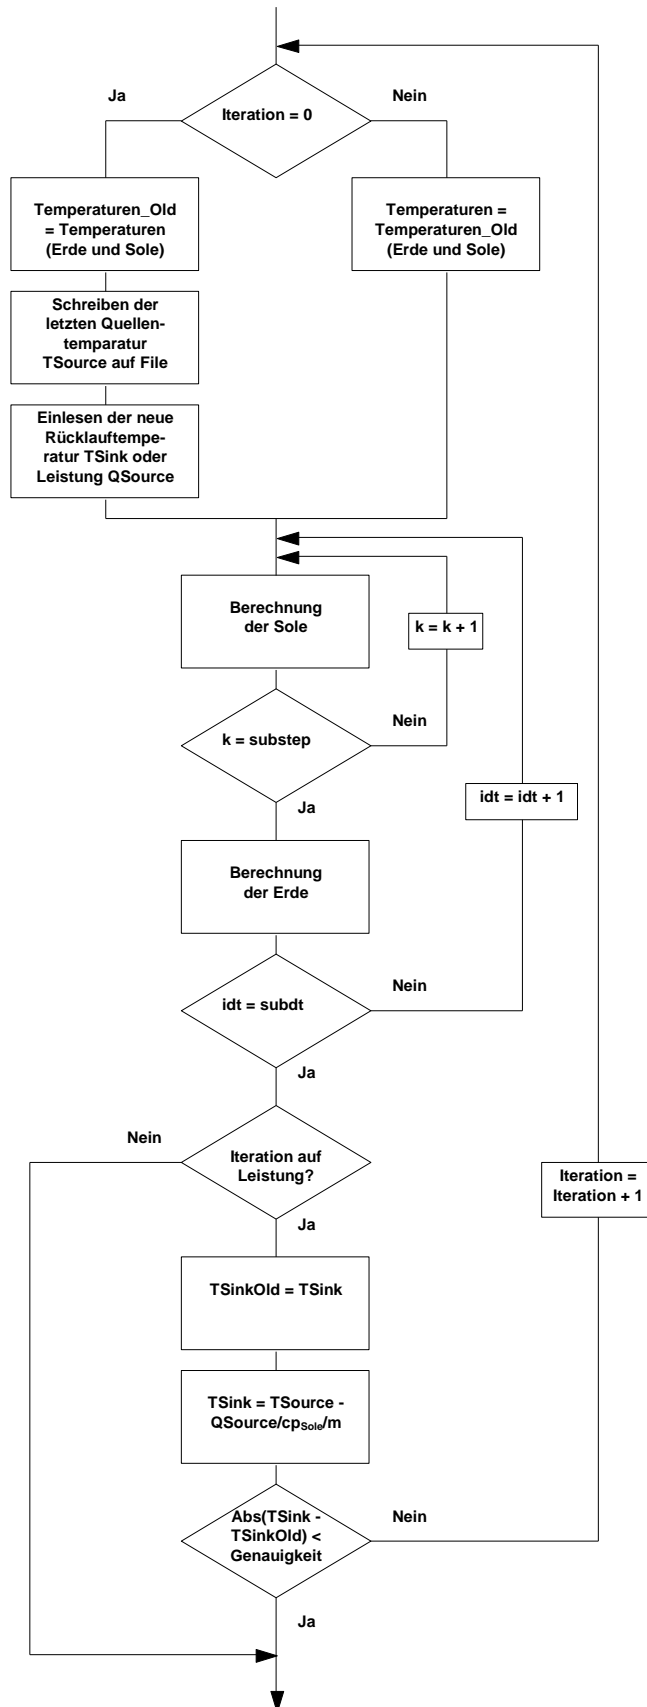 Ja
Nein
Iteration = 0
Temperaturen_Old
= Temperaturen
(Erde und Sole)
Temperaturen =
Temperaturen_Old
(Erde und Sole)
Schreiben der
letzten Quellen-
temparatur
TSource auf File
Einlesen der neue
Rücklauftempe-
ratur TSink oder
Leistung QSource
Berechnung
der Sole
k = k + 1
k = substep
Nein
Ja
idt = idt + 1
Berechnung
der Erde
idt = subdt
Nein
Ja
Nein
Iteration auf
Leistung?
Iteration =
Iteration + 1
Ja
TSinkOld = TSink
TSink = TSource -
QSource/cpSole/m
Abs(TSink -
TSinkOld) <
Genauigkeit
Nein
Ja